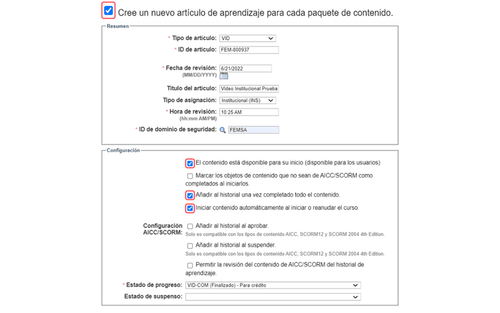 Cree un nuevo artículo de aprendizaje para cada paquete de contenido.
Resumen
* Tipo de artículo: VID
* ID de artículo: FEM-800937
* Fecha de revisión: 6/21/2022
(MM/DD/YYYY)
Título del artículo: Video Institucional Prueba
Tipo de asignación: Institucional (INS)
* Hora de revisión: 10:25 AM
(hh:mm AM/PM)
* ID de dominio de seguridad: FEMSA
Configuración
El contenido está disponible para su inicio (disponible para los usuarios)
Marcar los objetos de contenido que no sean de AICC/SCORM como
completados al iniciarlos.
Añadir al historial una vez completado todo el contenido.
Iniciar contenido automáticamente al iniciar o reanudar el curso.
Configuración AICC/SCORM:
Añadir al historial al aprobar.
Solo es compatible con los tipos de contenido AICC, SCORM12 y SCORM 2004 4th Edition.
Añadir al historial al suspender.
Solo es compatible con los tipos de contenido AICC, SCORM12 y SCORM 2004 4th Edition.
Permitir la revisión del contenido de AICC/SCORM del historial de
aprendizaje.
* Estado de progreso: VID-COM (Finalizado) - Para crédito
Estado de suspenso: